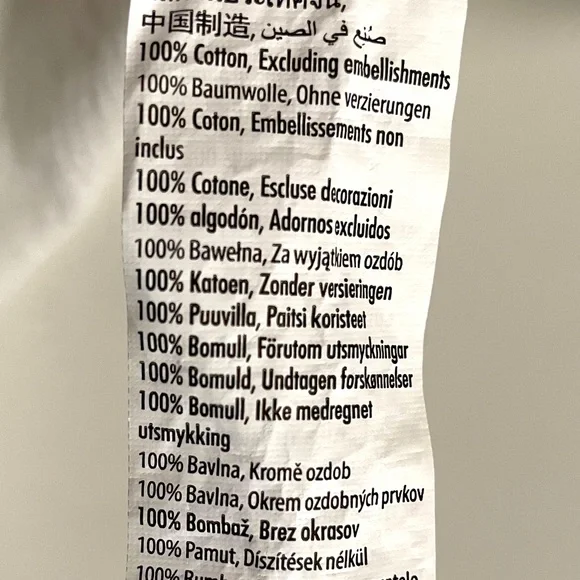 中国制造, صُنع في الصين
100% Cotton, Excluding embellishments
100% Baumwolle, Ohne verzierungen
100% Coton, Embellissements non
inclus
100% Cotone, Escluse decorazioni
100% algodón, Adornos excluidos
100% Bawełna, Za wyjątkiem ozdób
100% Katoen, Zonder versieringen
100% Puuvilla, Paitsi koristeet
100% Bomull, Förutom utsmyckningar
100% Bomuld, Undtagen forskønnelser
100% Bomull, Ikke medregnet
utsmykking
100% Bavlna, Kromě ozdob
100% Bavlna, Okrem ozdobných prvkov
100% Bombaž, Brez okrasov
100% Pamut, Díszítések nélkül
100%